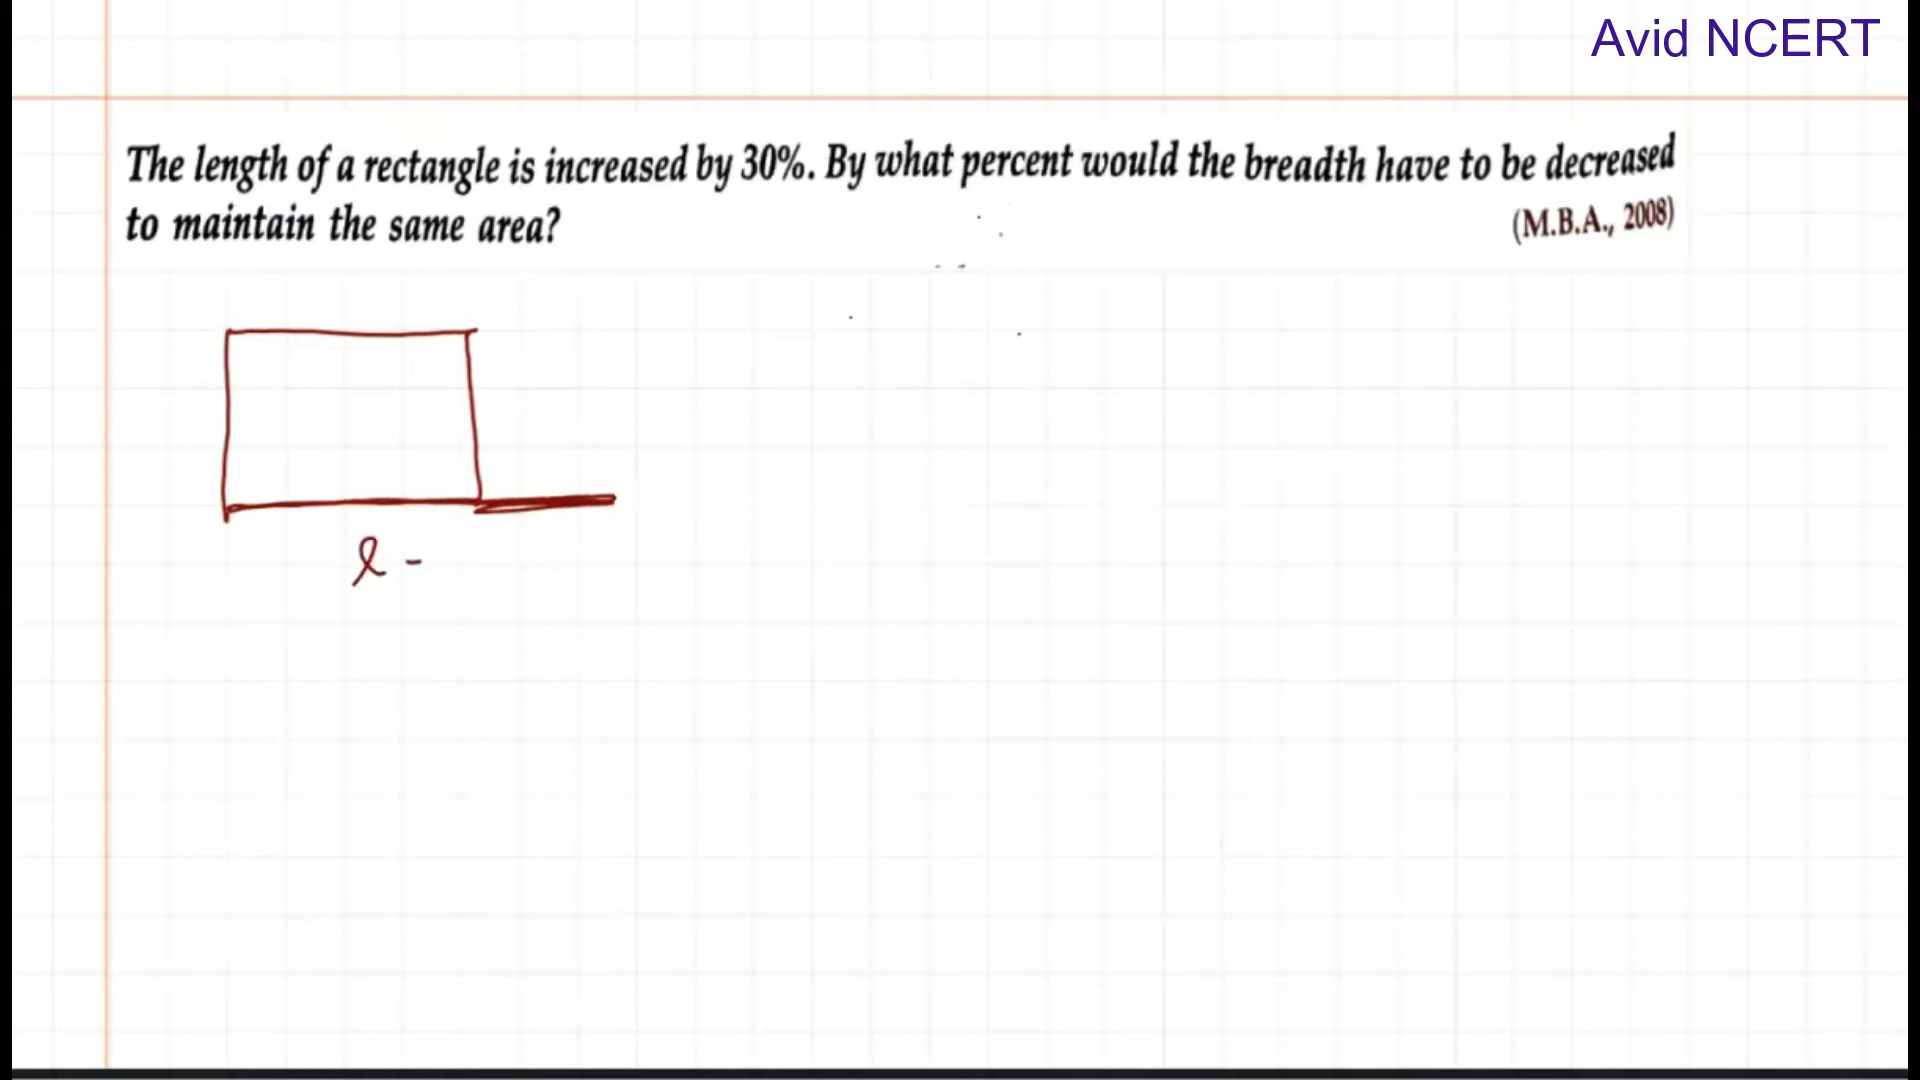 Avid NCERT
The length of a rectangle is increased by 30%. By what percent would the breadth have to be decreased
to maintain the same area?
(M.B.A., 2008)
l -